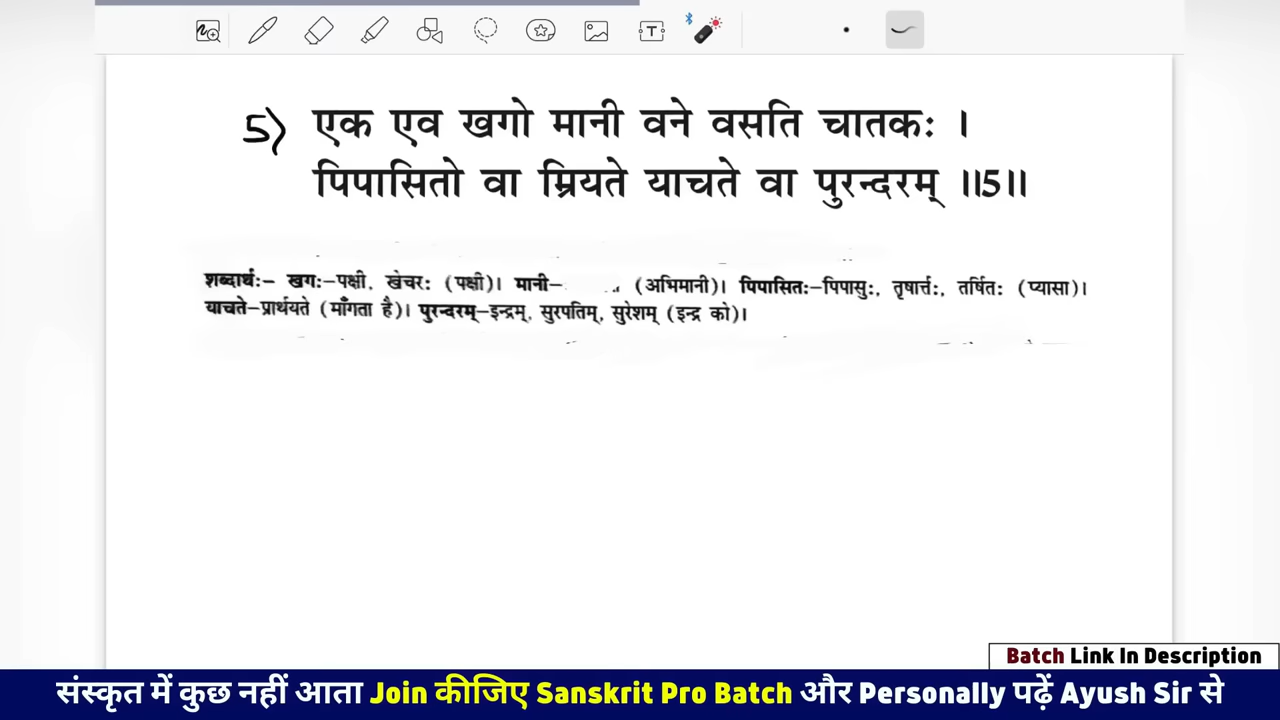 5) एक एव खगो मानी वने वसति चातकः ।
पिपासितो वा म्रियते याचते वा पुरन्दरम् ॥5॥
शब्दार्थः- खगः-पक्षी, खेचरः (पक्षी)। मानी- (अभिमानी)। पिपासितः-पिपासुः, तृषार्त्तः, तर्षितः (प्यासा)।
याचते-प्रार्थयते (माँगता है)। पुरन्दरम्-इन्द्रम्, सुरपतिम्, सुरेशम् (इन्द्र को)।
Batch Link In Description
संस्कृत में कुछ नहीं आता Join कीजिए Sanskrit Pro Batch और Personally पढ़ें Ayush Sir से